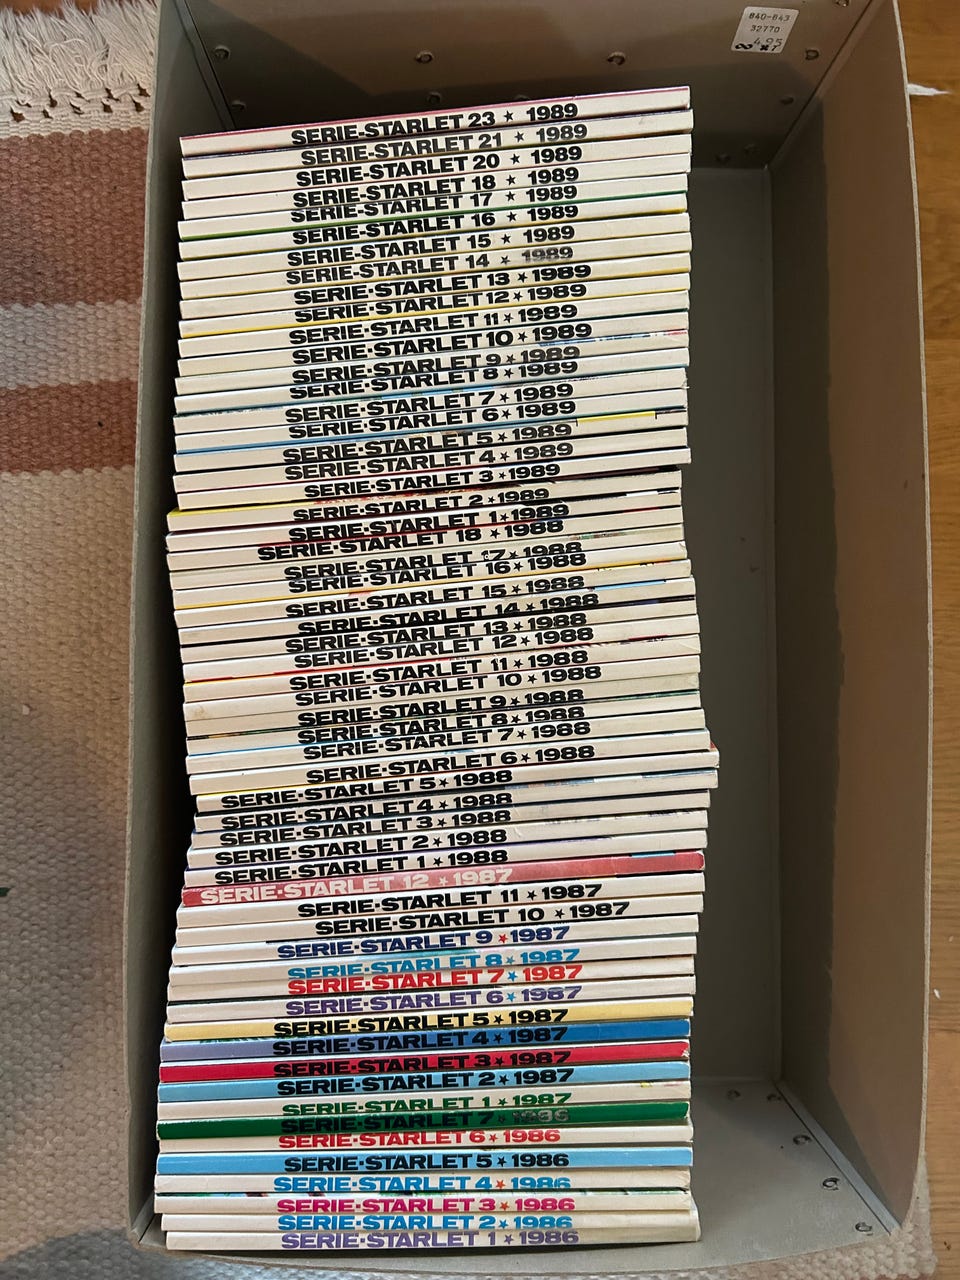 840-843
32770
4.95
SERIE-STARLET 23 ★ 1989
SERIE-STARLET 21 ★ 1989
SERIE-STARLET 20 ★ 1989
SERIE-STARLET 18 ★ 1989
SERIE-STARLET 17 ★ 1989
SERIE-STARLET 16 ★ 1989
SERIE-STARLET 15 ★ 1989
SERIE-STARLET 14 ★ 1989
SERIE-STARLET 13 ★ 1989
SERIE-STARLET 12 ★ 1989
SERIE-STARLET 11 ★ 1989
SERIE-STARLET 10 ★ 1989
SERIE-STARLET 9 ★ 1989
SERIE-STARLET 8 ★ 1989
SERIE-STARLET 7 ★ 1989
SERIE-STARLET 6 ★ 1989
SERIE-STARLET 5 ★ 1989
SERIE-STARLET 4 ★ 1989
SERIE-STARLET 3 ★ 1989
SERIE-STARLET 2 ★ 1989
SERIE-STARLET 1 ★ 1989
SERIE-STARLET 18 ★ 1988
SERIE-STARLET 17 ★ 1988
SERIE-STARLET 16 ★ 1988
SERIE-STARLET 15 ★ 1988
SERIE-STARLET 14 ★ 1988
SERIE-STARLET 13 ★ 1988
SERIE-STARLET 12 ★ 1988
SERIE-STARLET 11 ★ 1988
SERIE-STARLET 10 ★ 1988
SERIE-STARLET 9 ★ 1988
SERIE-STARLET 8 ★ 1988
SERIE-STARLET 7 ★ 1988
SERIE-STARLET 6 ★ 1988
SERIE-STARLET 5 ★ 1988
SERIE-STARLET 4 ★ 1988
SERIE-STARLET 3 ★ 1988
SERIE-STARLET 2 ★ 1988
SERIE-STARLET 1 ★ 1988
SERIE-STARLET 12 ★ 1987
SERIE-STARLET 11 ★ 1987
SERIE-STARLET 10 ★ 1987
SERIE-STARLET 9 ★ 1987
SERIE-STARLET 8 ★ 1987
SERIE-STARLET 7 ★ 1987
SERIE-STARLET 6 ★ 1987
SERIE-STARLET 5 ★ 1987
SERIE-STARLET 4 ★ 1987
SERIE-STARLET 3 ★ 1987
SERIE-STARLET 2 ★ 1987
SERIE-STARLET 1 ★ 1987
SERIE-STARLET 7 ★ 1986
SERIE-STARLET 6 ★ 1986
SERIE-STARLET 5 ★ 1986
SERIE-STARLET 4 ★ 1986
SERIE-STARLET 3 ★ 1986
SERIE-STARLET 2 ★ 1986
SERIE-STARLET 1 ★ 1986